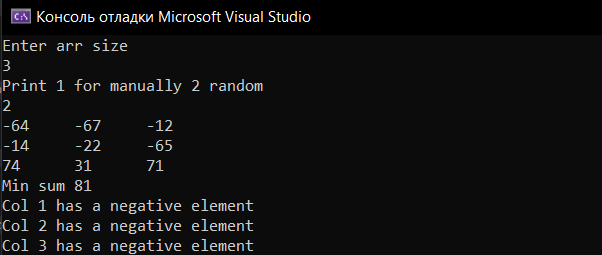 Консоль отладки Microsoft Visual Studio
Enter arr size
3
Print 1 for manually 2 random
2
-64 -67 -12
-14 -22 -65
74 31 71
Min sum 81
Col 1 has a negative element
Col 2 has a negative element
Col 3 has a negative element